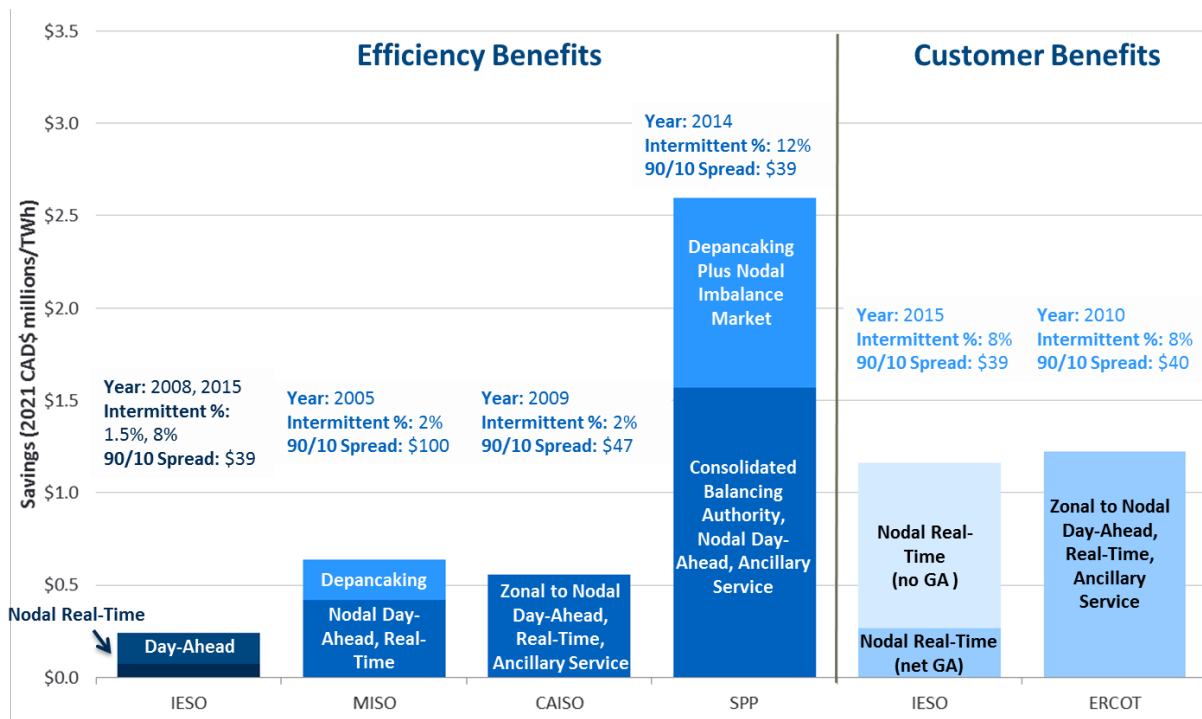 Efficiency Benefits
Customer Benefits
Savings (2021 CAD$ millions/TWh)
$3.5
$3.0
$2.5
$2.0
$1.5
$1.0
$0.5
$0.0
Year: 2008, 2015
Intermittent %:
1.5%, 8%
90/10 Spread: $39
Nodal Real-Time
Day-Ahead
IESO
Year: 2005
Intermittent %: 2%
90/10 Spread: $100
Depancaking
Nodal Day-
Ahead, Real-
Time
MISO
Year: 2009
Intermittent %: 2%
90/10 Spread: $47
Zonal to Nodal
Day-Ahead,
Real-Time,
Ancillary Service
CAISO
Year: 2014
Intermittent %: 12%
90/10 Spread: $39
Depancaking
Plus Nodal
Imbalance
Market
Consolidated
Balancing
Authority,
Nodal Day-
Ahead, Ancillary
Service
SPP
Year: 2015
Intermittent %: 8%
90/10 Spread: $39
Nodal Real-
Time
(no GA )
Nodal Real-Time
(net GA)
IESO
Year: 2010
Intermittent %: 8%
90/10 Spread: $40
Zonal to Nodal
Day-Ahead,
Real-Time,
Ancillary
Service
ERCOT